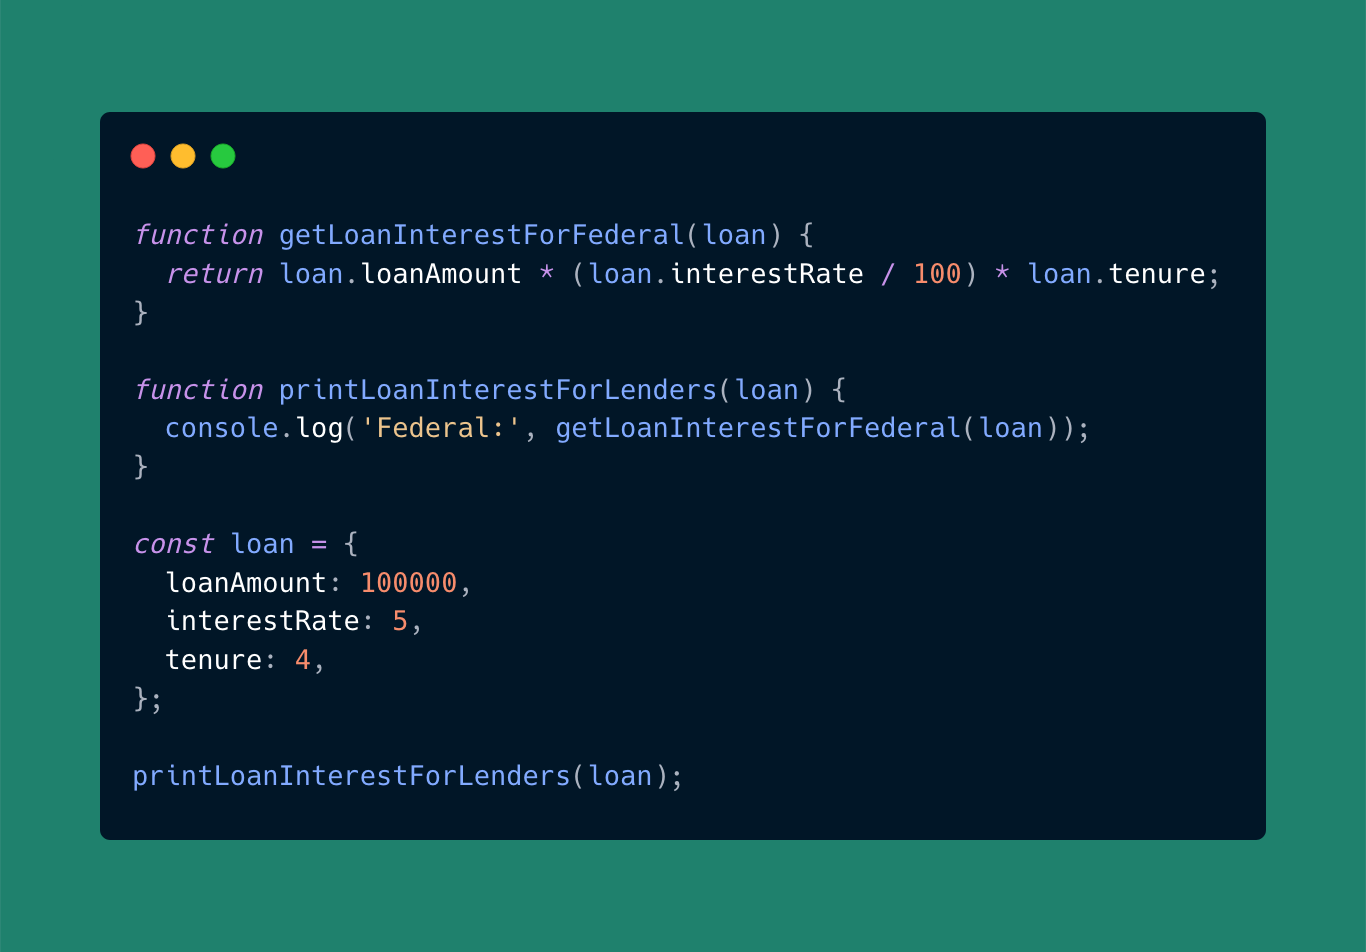 function getLoanInterestForFederal(loan) {
  return loan.loanAmount * (loan.interestRate / 100) * loan.tenure;
}

function printLoanInterestForLenders(loan) {
  console.log('Federal:', getLoanInterestForFederal(loan));
}

const loan = {
  loanAmount: 100000,
  interestRate: 5,
  tenure: 4,
};

printLoanInterestForLenders(loan);